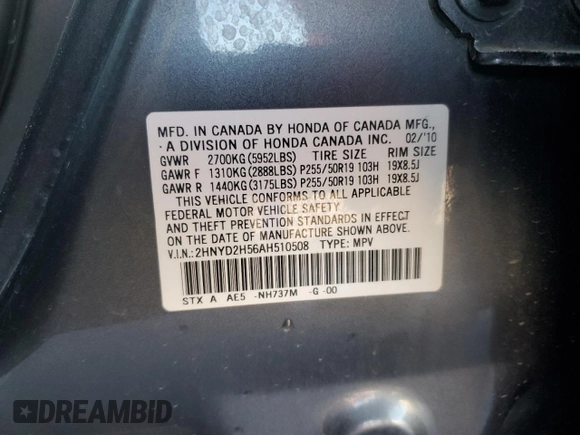 MFD. IN CANADA BY HONDA OF CANADA MFG.,
A DIVISION OF HONDA CANADA INC. 02/'10
GVWR 2700KG(5952LBS) TIRE SIZE RIM SIZE
GAWR F 1310KG(2888LBS) P255/50R19 103H 19X8.5J
GAWR R 1440KG(3175LBS) P255/50R19 103H 19X8.5J
THIS VEHICLE CONFORMS TO ALL APPLICABLE
FEDERAL MOTOR VEHICLE SAFETY
AND THEFT PREVENTION STANDARDS IN EFFECT
ON THE DATE OF MANUFACTURE SHOWN ABOVE.
V.I.N.: 2HNYD2H56AH510508 TYPE: MPV
STX A AE5 -NH737M -G -00
DREAMBID